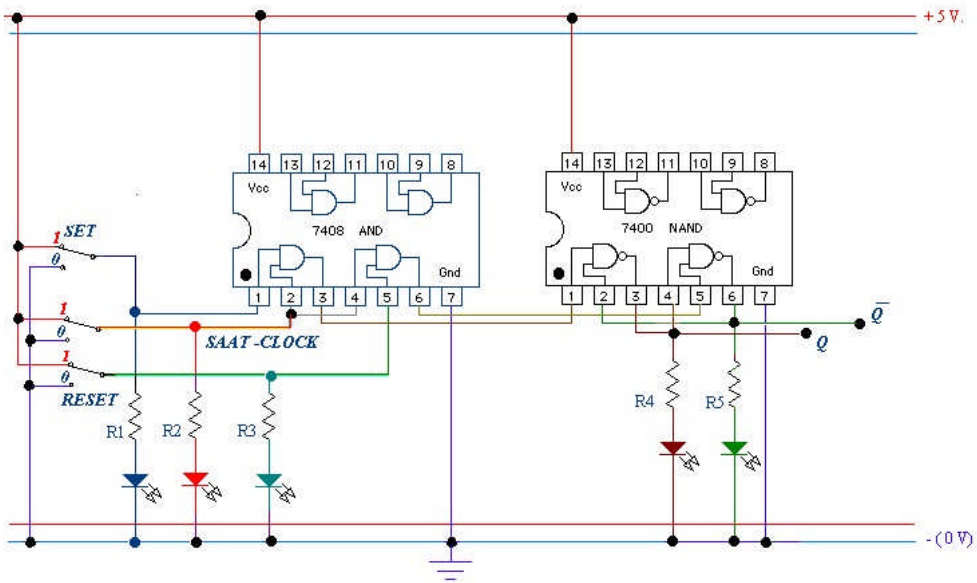 +5V.
14 13 12 11 10 9 8
Vcc
7408 AND
Gnd
1 2 3 4 5 6 7
14 13 12 11 10 9 8
Vcc
7400 NAND
Gnd
1 2 3 4 5 6 7
SET
1
0
1
0
SAAT-CLOCK
1
0
RESET
Q̅
Q
R1
R2
R3
R4
R5
-(0V)